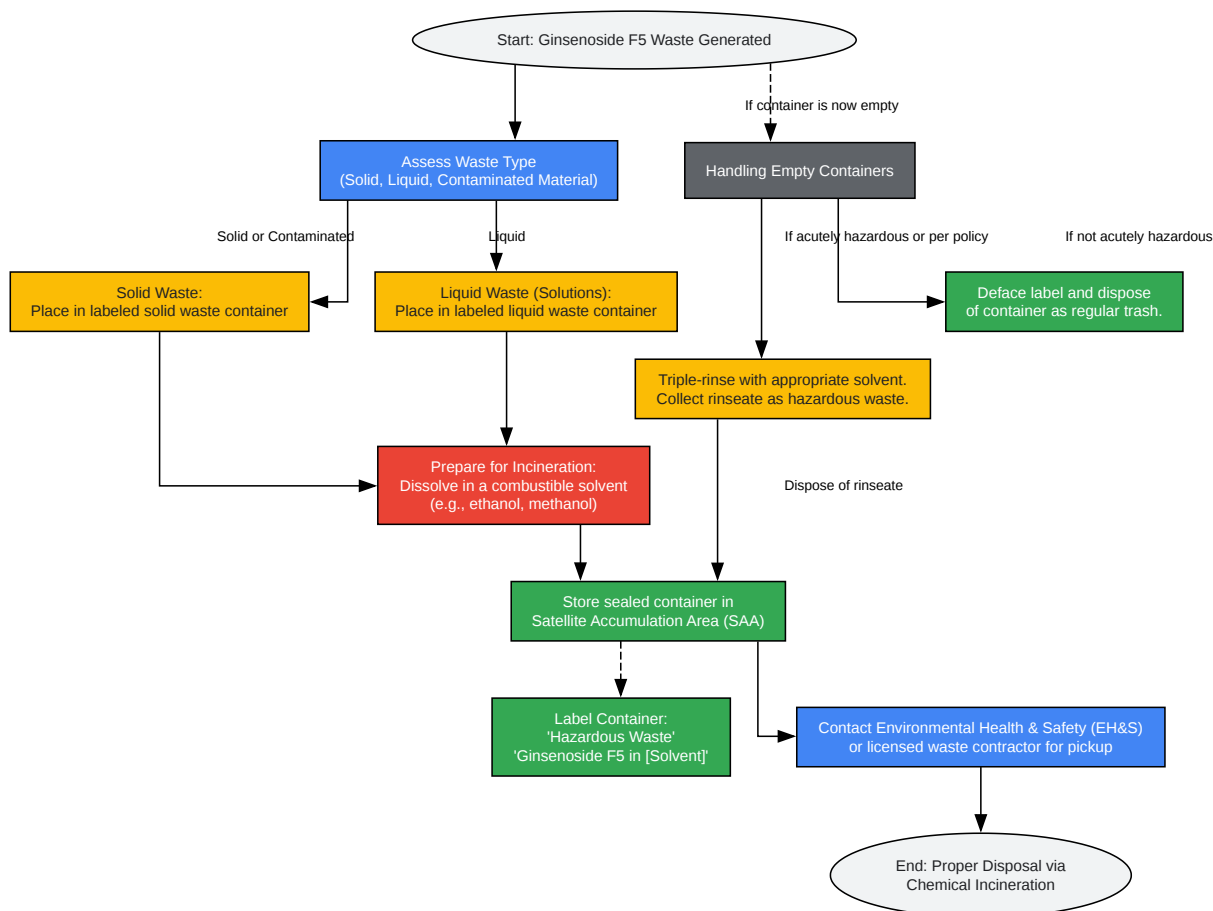 Start: Ginsenoside F5 Waste Generated
If container is now empty
Assess Waste Type
(Solid, Liquid, Contaminated Material)
Handling Empty Containers
Solid or Contaminated
Liquid
If acutely hazardous or per policy
If not acutely hazardous
Solid Waste:
Place in labeled solid waste container
Liquid Waste (Solutions):
Place in labeled liquid waste container
Deface label and dispose
of container as regular trash.
Triple-rinse with appropriate solvent.
Collect rinseate as hazardous waste.
Prepare for Incineration:
Dissolve in a combustible solvent
(e.g., ethanol, methanol)
Dispose of rinseate
Store sealed container in
Satellite Accumulation Area (SAA)
Label Container:
'Hazardous Waste'
'Ginsenoside F5 in [Solvent]'
Contact Environmental Health & Safety (EH&S)
or licensed waste contractor for pickup
End: Proper Disposal via
Chemical Incineration